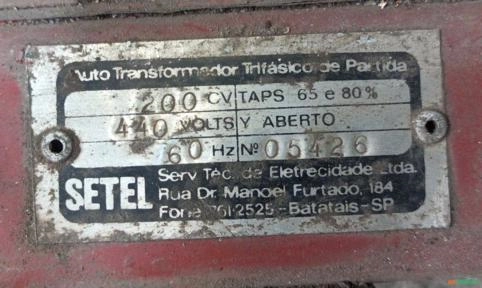 Auto Transformador Trifásico de Partida
200 CV TAPS 65 e 80%
440 VOLTS Y ABERTO
60 Hz Nº 05426
SETEL
Serv Téc. de Eletrecidade Ltda.
Rua Dr. Manoel Furtado, 184
Fone 761-2525-Batatais-SP